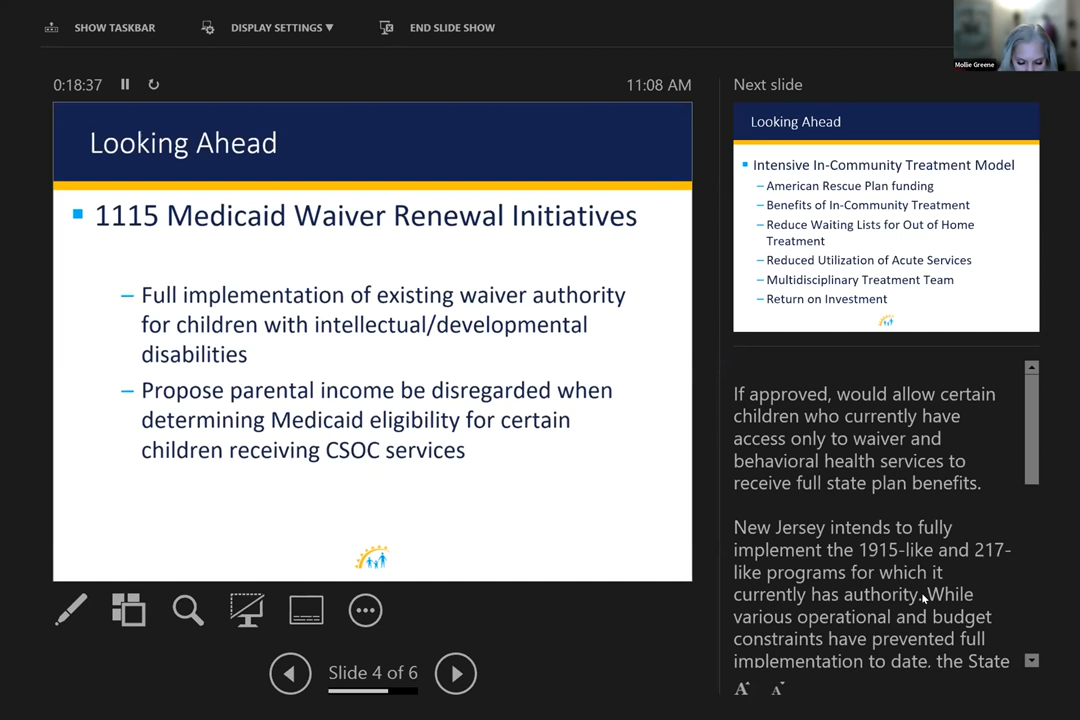 SHOW TASKBAR
DISPLAY SETTINGS ▼
END SLIDE SHOW
Mollie Greene
0:18:37
11:08 AM
Looking Ahead
1115 Medicaid Waiver Renewal Initiatives
– Full implementation of existing waiver authority
for children with intellectual/developmental
disabilities
– Propose parental income be disregarded when
determining Medicaid eligibility for certain
children receiving CSOC services
Slide 4 of 6
Next slide
Looking Ahead
Intensive In-Community Treatment Model
– American Rescue Plan funding
– Benefits of In-Community Treatment
– Reduce Waiting Lists for Out of Home
Treatment
– Reduced Utilization of Acute Services
– Multidisciplinary Treatment Team
– Return on Investment
If approved, would allow certain
children who currently have
access only to waiver and
behavioral health services to
receive full state plan benefits.
New Jersey intends to fully
implement the 1915-like and 217-
like programs for which it
currently has authority. While
various operational and budget
constraints have prevented full
implementation to date, the State
A A